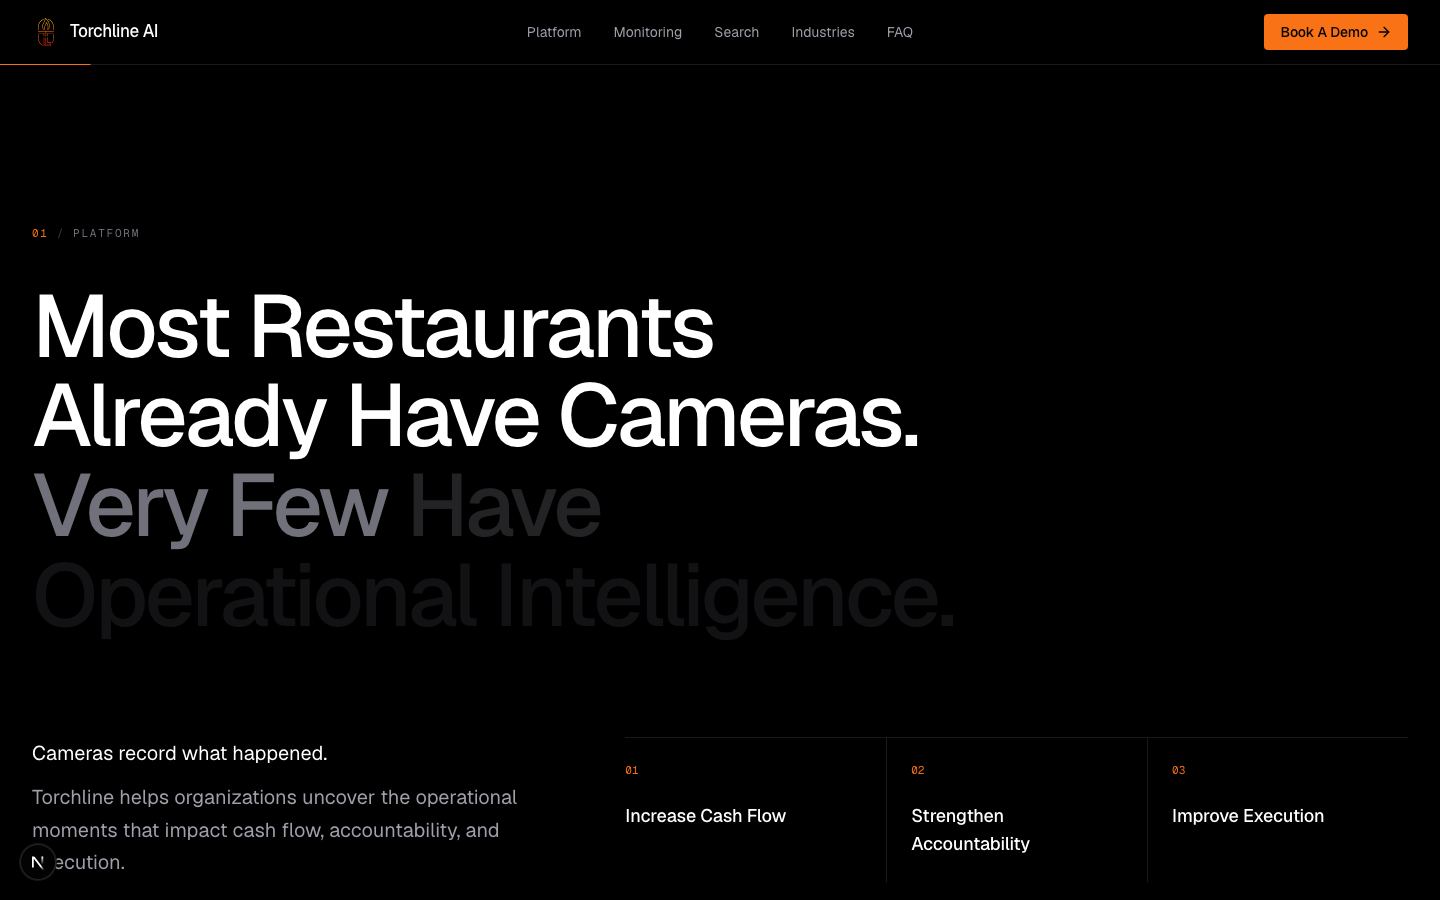 Torchline AI
Platform
Monitoring
Search
Industries
FAQ
Book A Demo
01 / PLATFORM
Most Restaurants
Already Have Cameras.
Very Few Have
Operational Intelligence.
Cameras record what happened.
Torchline helps organizations uncover the operational
moments that impact cash flow, accountability, and
ecution.
N
01
Increase Cash Flow
02
Strengthen
Accountability
03
Improve Execution